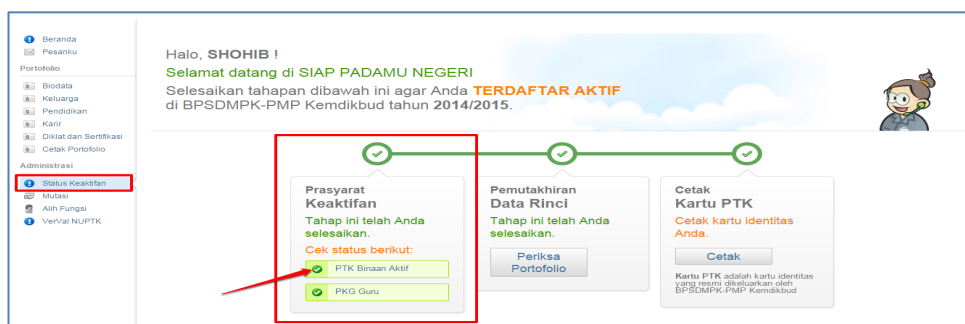 Beranda
Pesanku
Portofolio
Biodata
Keluarga
Pendidikan
Karir
Diklat dan Sertifikasi
Cetak Portofolio
Administrasi
Status Keaktifan
Mutasi
Alih Fungsi
VerVal NUPTK
Halo, SHOHIB !
Selamat datang di SIAP PADAMU NEGERI
Selesaikan tahapan dibawah ini agar Anda TERDAFTAR AKTIF
di BPSDMPK-PMP Kemdikbud tahun 2014/2015.
Prasyarat
Keaktifan
Tahap ini telah Anda
selesaikan.
Cek status berikut:
PTK Binaan Aktif
PKG Guru
Pemutakhiran
Data Rinci
Tahap ini telah Anda
selesaikan.
Periksa
Portofolio
Cetak
Kartu PTK
Cetak kartu identitas
Anda.
Cetak
Kartu PTK adalah kartu identitas
yang resmi dikeluarkan oleh
BPSDMPK-PMP Kemdikbud